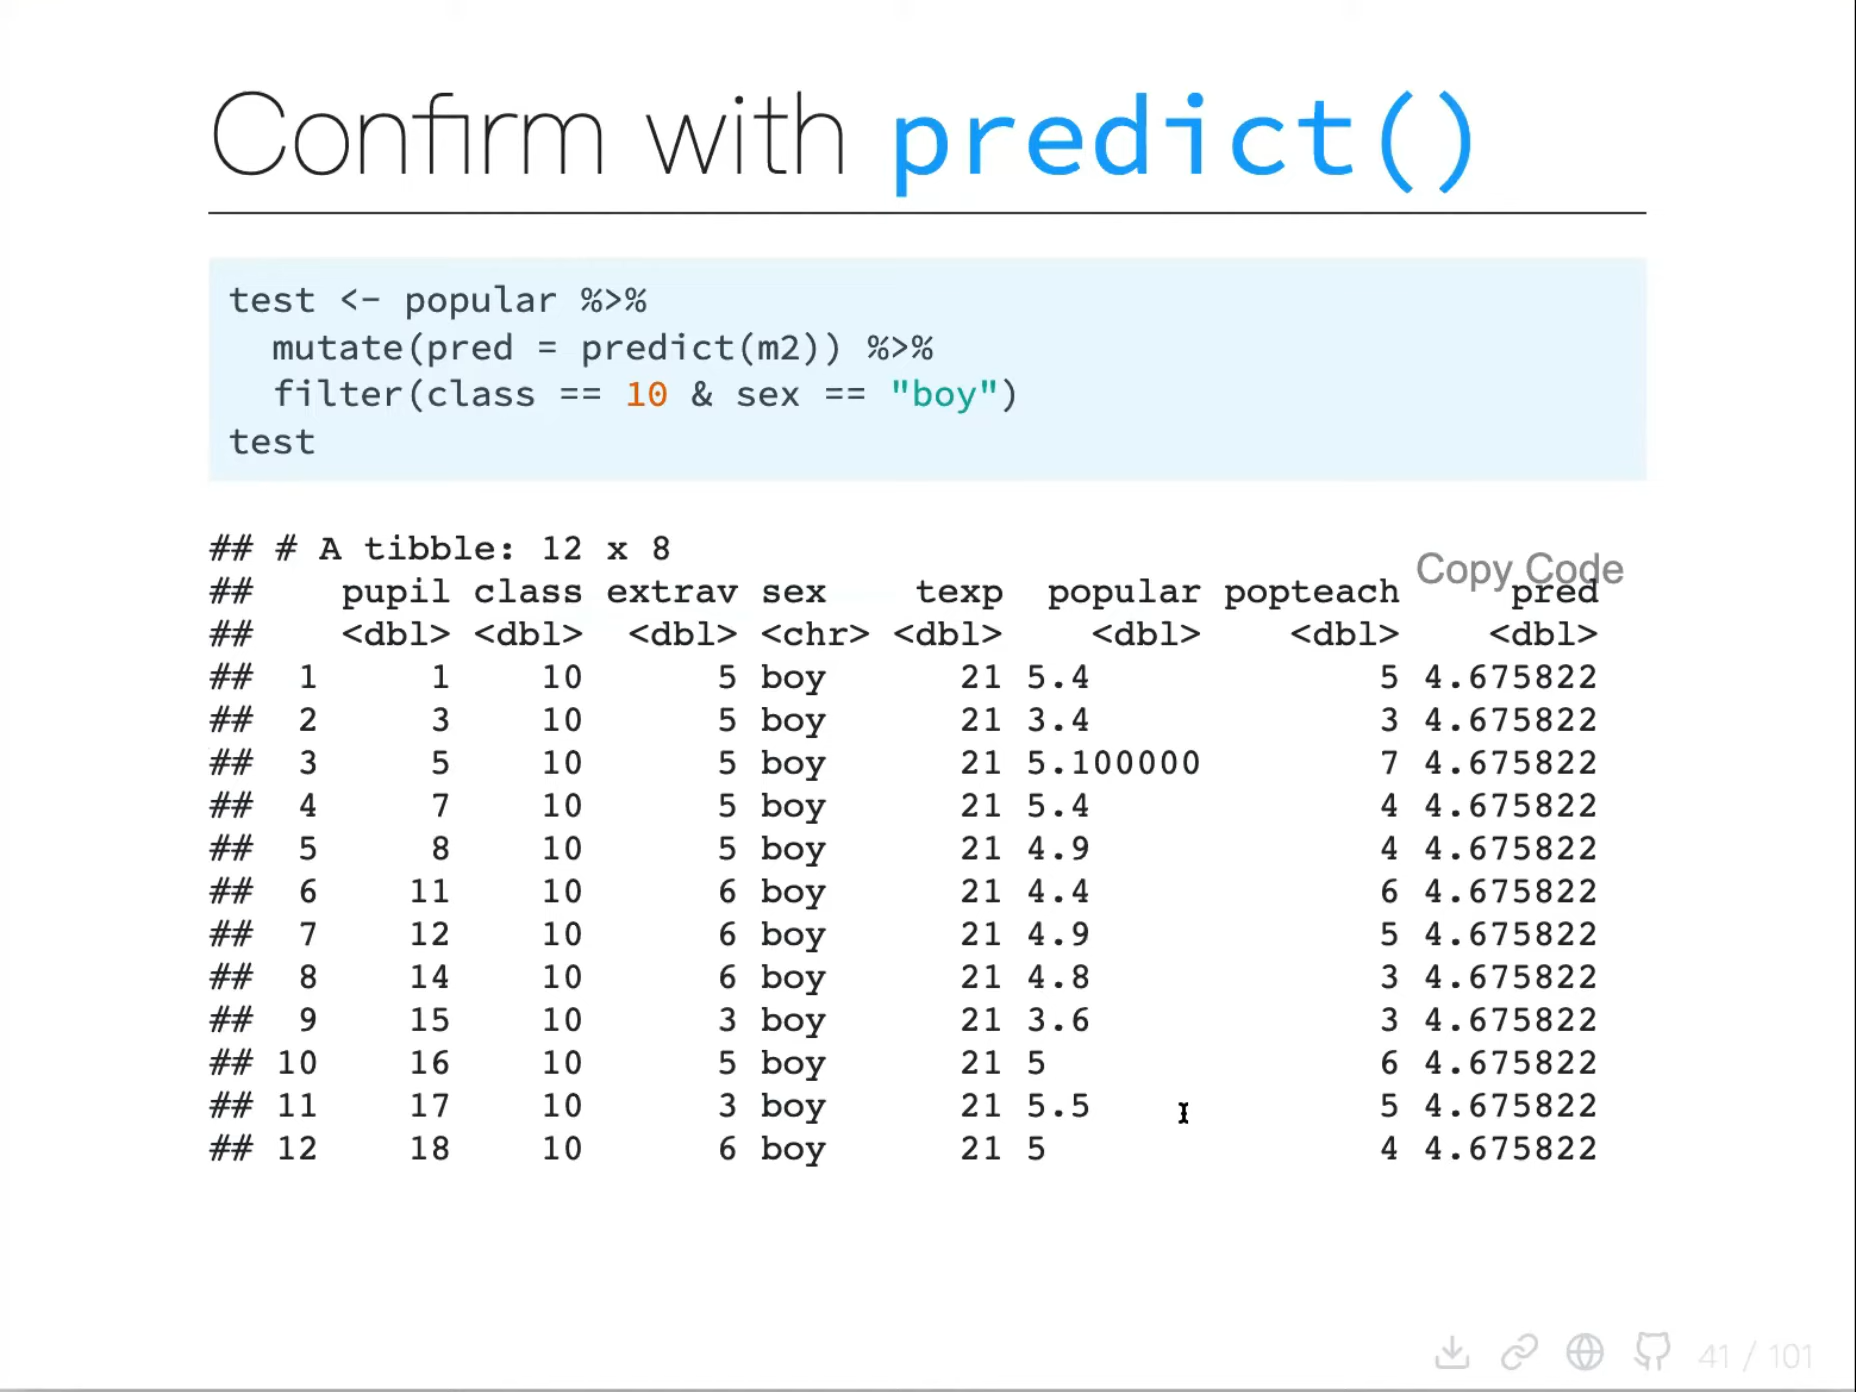 Confirm with predict()
test <- popular %>%
  mutate(pred = predict(m2)) %>%
  filter(class == 10 & sex == "boy")
test
Copy Code
## # A tibble: 12 x 8
##    pupil class extrav sex    texp  popular popteach     pred
##    <dbl> <dbl>  <dbl> <chr> <dbl>    <dbl>    <dbl>    <dbl>
##  1     1    10      5 boy      21 5.4             5 4.675822
##  2     3    10      5 boy      21 3.4             3 4.675822
##  3     5    10      5 boy      21 5.100000        7 4.675822
##  4     7    10      5 boy      21 5.4             4 4.675822
##  5     8    10      5 boy      21 4.9             4 4.675822
##  6    11    10      6 boy      21 4.4             6 4.675822
##  7    12    10      6 boy      21 4.9             5 4.675822
##  8    14    10      6 boy      21 4.8             3 4.675822
##  9    15    10      3 boy      21 3.6             3 4.675822
## 10    16    10      5 boy      21 5               6 4.675822
## 11    17    10      3 boy      21 5.5             5 4.675822
## 12    18    10      6 boy      21 5               4 4.675822
41 / 101